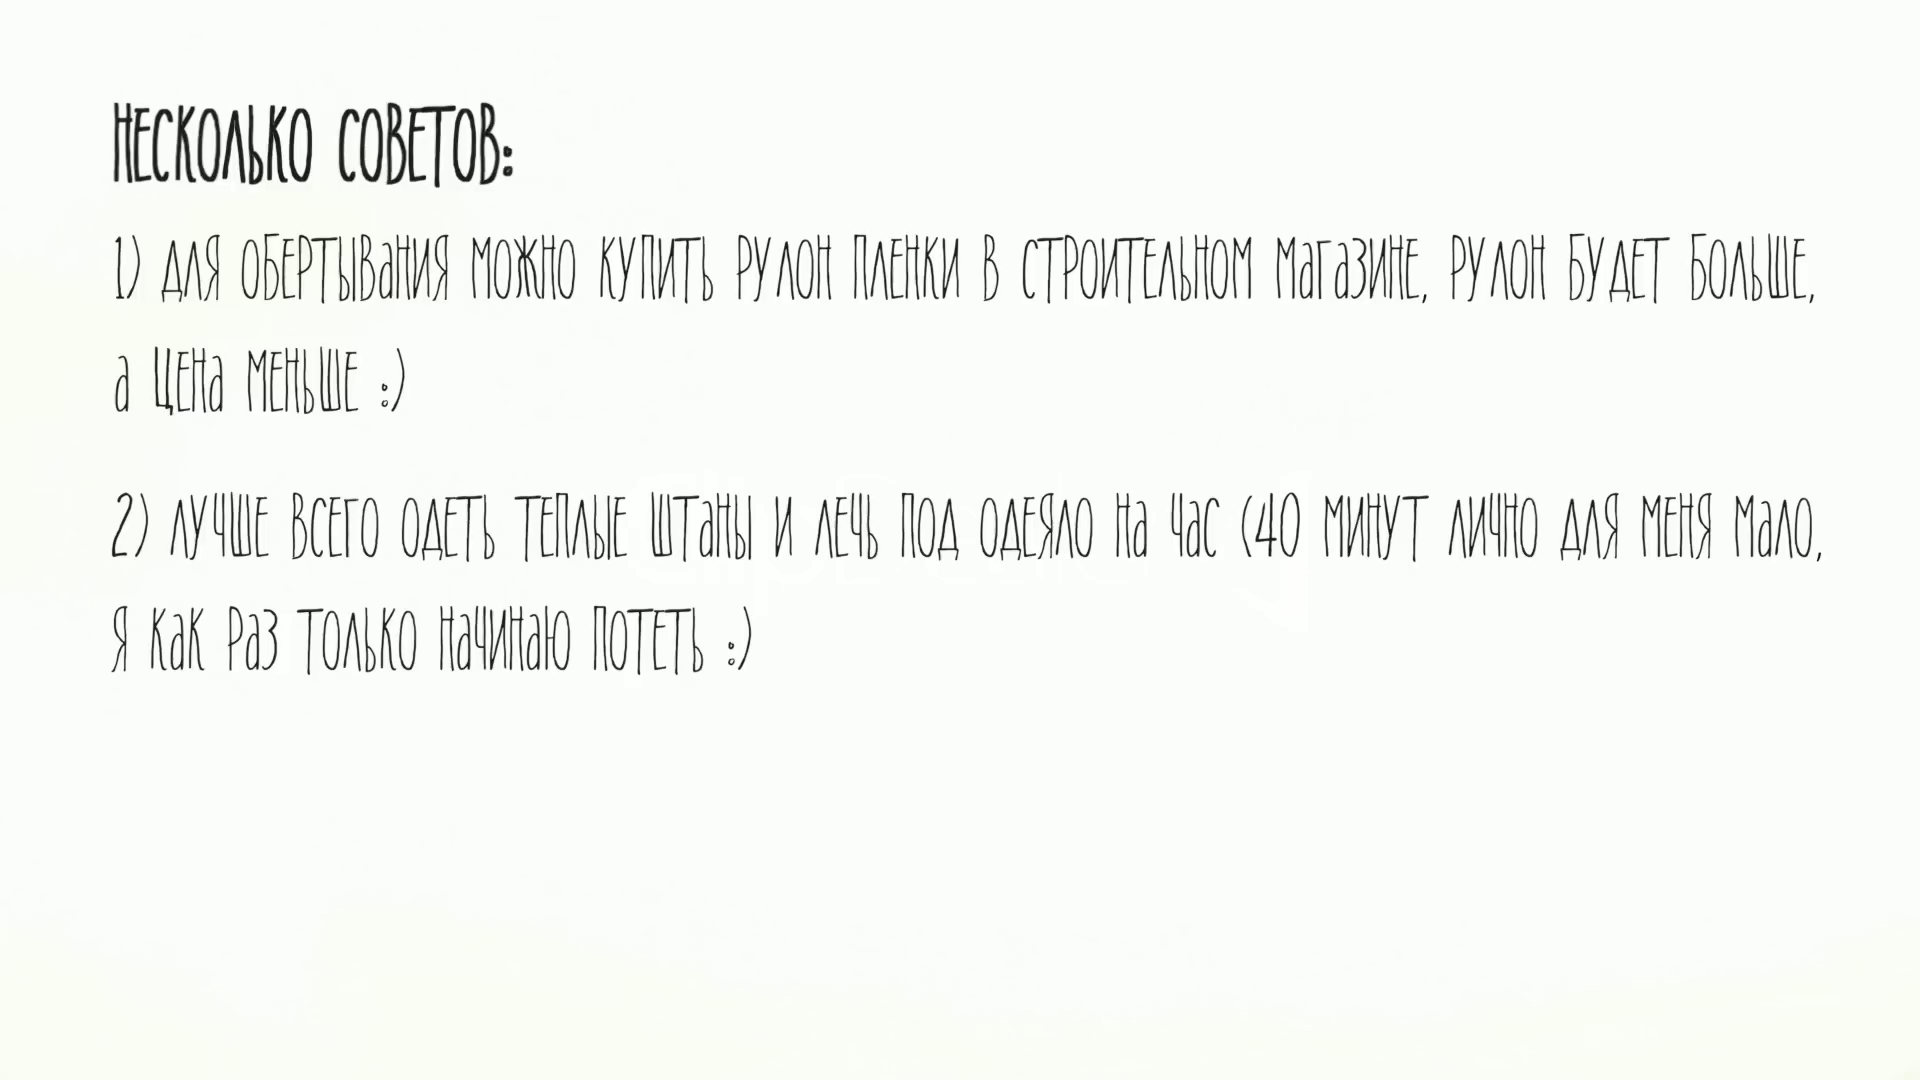 НЕСКОЛЬКО СОВЕТОВ:
1) ДЛЯ ОБЕРТЫВаНИЯ МОЖНО КУПИТЬ РУЛОН ПЛЕНКИ В СТРОИТЕЛЬНОМ МаГаЗИНЕ, РУЛОН БУДЕТ БОЛЬШЕ,
а ЦЕНа МЕНЬШЕ :)
2) ЛУЧШЕ ВСЕГО ОДЕТЬ ТЕПЛЫЕ ШТаНЫ И ЛЕЧЬ ПОД ОДЕЯЛО На ЧаС (40 МИНУТ ЛИЧНО ДЛЯ МЕНЯ МаЛО,
Я КаК РаЗ ТОЛЬКО НаЧИНаЮ ПОТЕТЬ :)